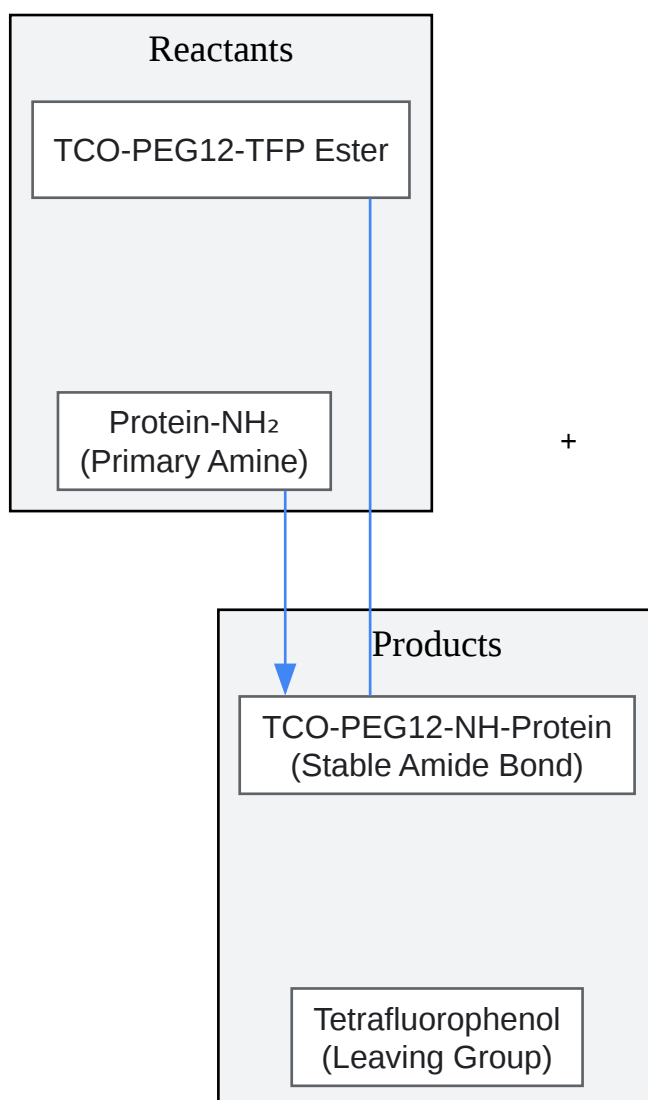 Reactants
TCO-PEG12-TFP Ester
Protein-NH₂
(Primary Amine)
+
Products
TCO-PEG12-NH-Protein
(Stable Amide Bond)
Tetrafluorophenol
(Leaving Group)